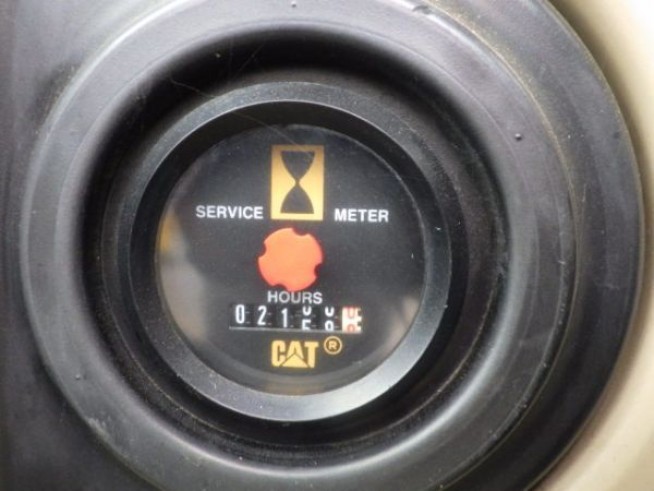 SERVICE METER
HOURS
021
CAT ®